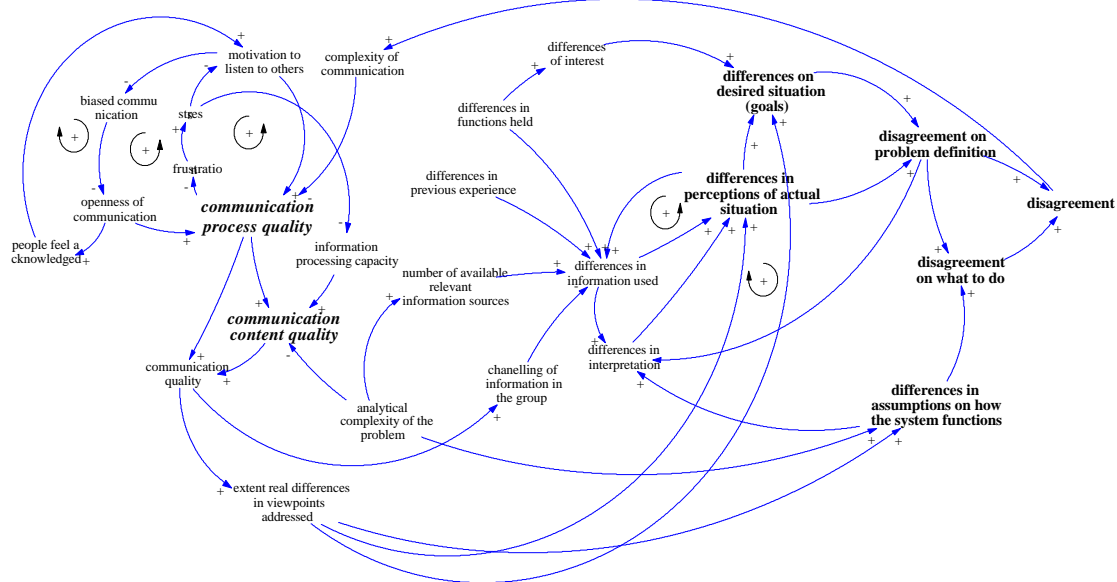 motivation to
listen to others
complexity of
communication
differences
of interest
differences on
desired situation
(goals)
biased commu
nication
stres
s
differences in
functions held
disagreement on
problem definition
frustratio
n
differences in
previous experience
differences in
perceptions of actual
situation
openness of
communication
communication
process quality
disagreement
people feel a
cknowledged
information
processing capacity
number of available
relevant
information sources
differences in
information used
disagreement
on what to do
communication
content quality
communication
quality
differences in
interpretation
chanelling of
information in
the group
analytical
complexity of the
problem
differences in
assumptions on how
the system functions
extent real differences
in viewpoints
addressed